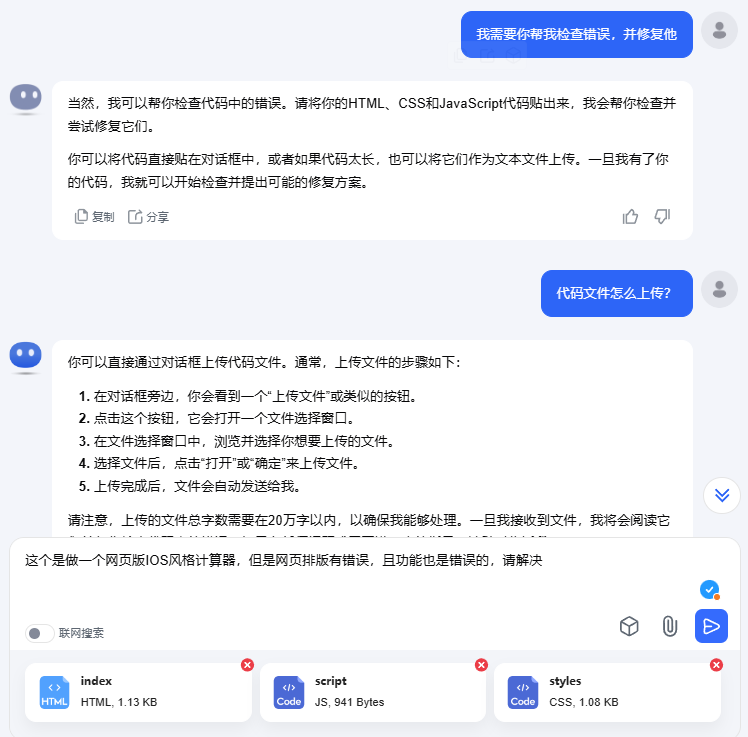 我需要你帮我检查错误，并修复他
当然，我可以帮你检查代码中的错误。请将你的HTML、CSS和JavaScript代码贴出来，我会帮你检查并
尝试修复它们。
你可以将代码直接贴在对话框中，或者如果代码太长，也可以将它们作为文本文件上传。一旦我有了你
的代码，我就可以开始检查并提出可能的修复方案。
复制 分享
代码文件怎么上传？
你可以直接通过对话框上传代码文件。通常，上传文件的步骤如下：
1. 在对话框旁边，你会看到一个“上传文件”或类似的按钮。
2. 点击这个按钮，它会打开一个文件选择窗口。
3. 在文件选择窗口中，浏览并选择你想要上传的文件。
4. 选择文件后，点击“打开”或“确定”来上传文件。
5. 上传完成后，文件会自动发送给我。
请注意，上传的文件总字数需要在20万字以内，以确保我能够处理。一旦我接收到文件，我将会阅读它
这个是做一个网页版IOS风格计算器，但是网页排版有错误，且功能也是错误的，请解决
联网搜索
HTML
index
HTML, 1.13 KB
Code
script
JS, 941 Bytes
Code
styles
CSS, 1.08 KB